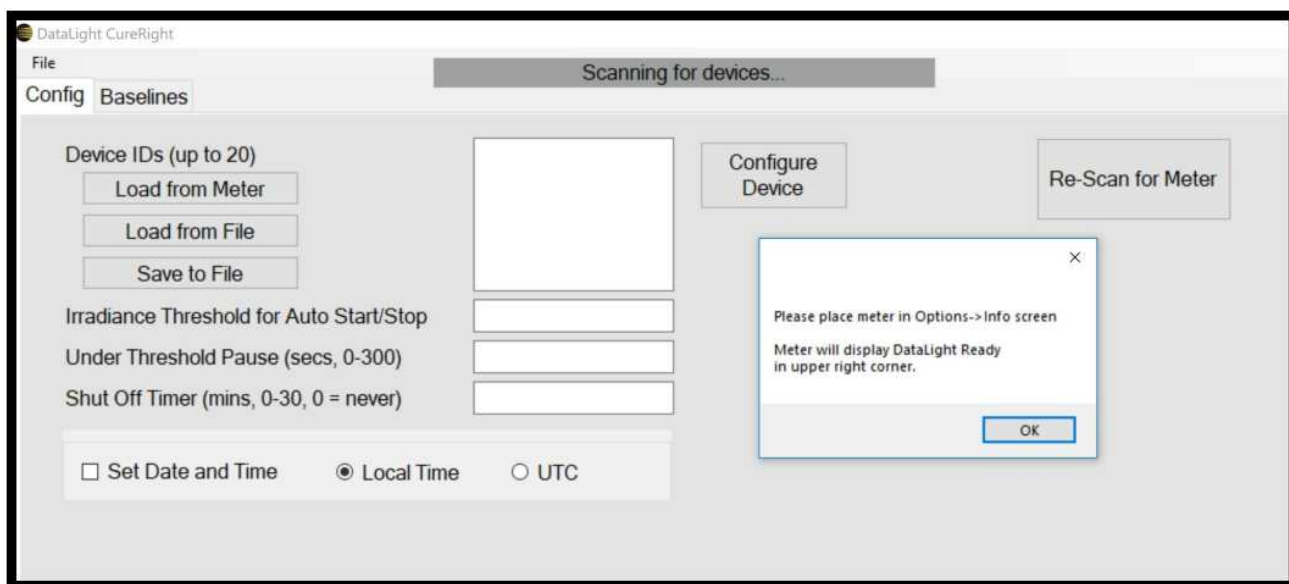 DataLight CureRight
File
Scanning for devices...
Config Baselines
Device IDs (up to 20)
Load from Meter
Load from File
Save to File
Configure
Device
Re-Scan for Meter
Irradiance Threshold for Auto Start/Stop
Under Threshold Pause (secs, 0-300)
Shut Off Timer (mins, 0-30, 0 = never)
Set Date and Time
Local Time
UTC
Please place meter in Options->Info screen
Meter will display DataLight Ready
in upper right corner.
OK